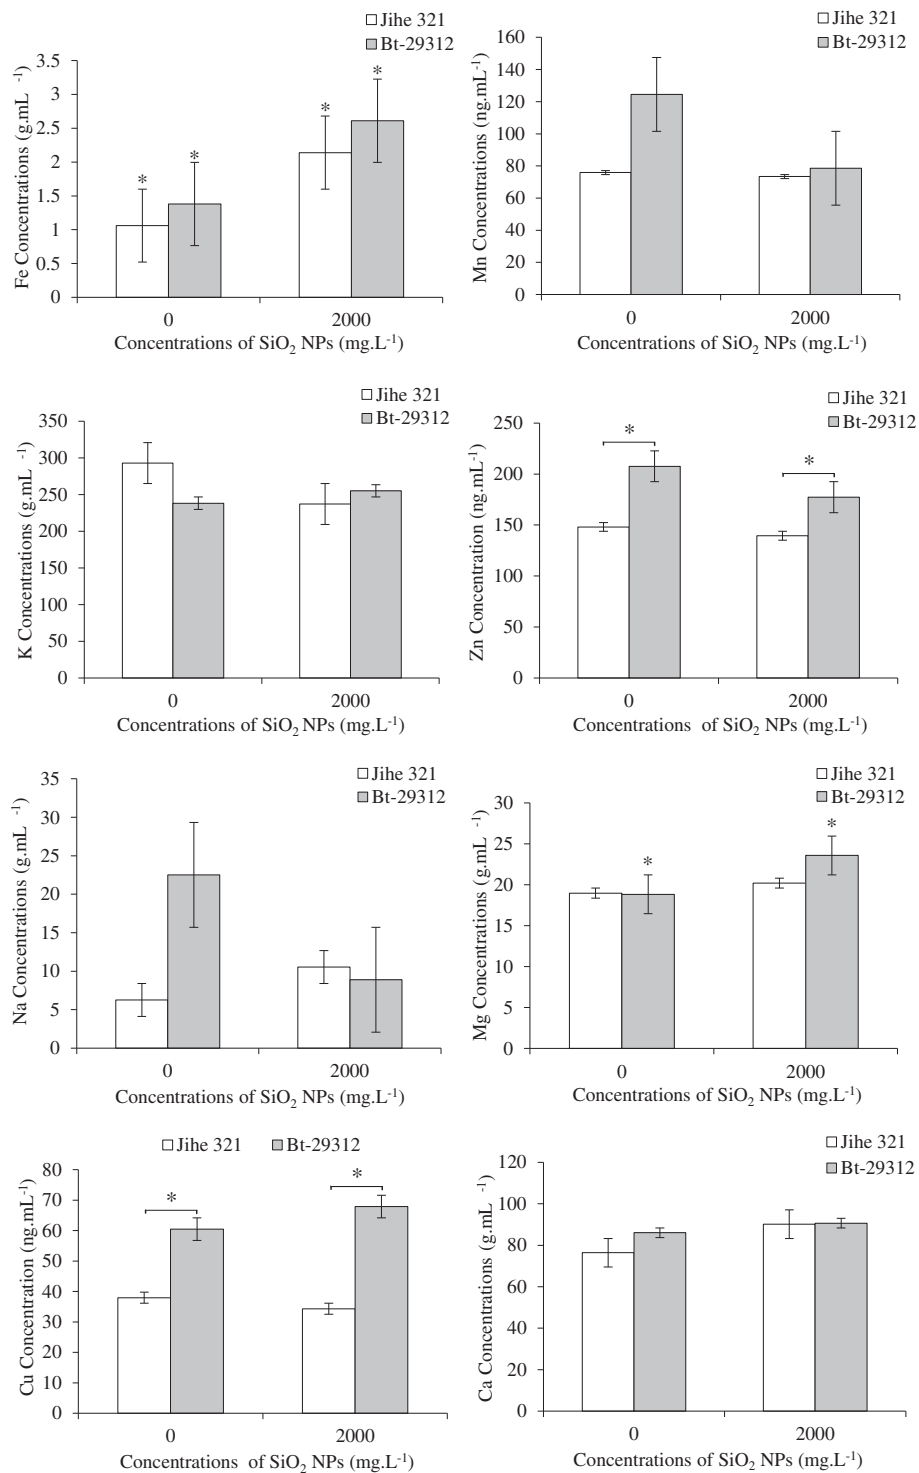 Jihe 321
Bt-29312
Fe Concentrations (g.mL⁻¹)
3.5
3
2.5
2
1.5
1
0.5
0
*
*
*
*
0
2000
Concentrations of SiO₂ NPs (mg.L⁻¹)
Jihe 321
Bt-29312
Mn Concentrations (ng.mL⁻¹)
160
140
120
100
80
60
40
20
0
0
2000
Concentrations of SiO₂ NPs (mg.L⁻¹)
Jihe 321
Bt-29312
K Concentrations (g.mL⁻¹)
350
300
250
200
150
100
50
0
0
2000
Concentrations of SiO₂ NPs (mg.L⁻¹)
Jihe 321
Bt-29312
Zn Concentration (ng.mL⁻¹)
250
200
150
100
50
0
*
*
0
2000
Concentrations of SiO₂ NPs (mg.L⁻¹)
Jihe 321
Bt-29312
Na Concentrations (g.mL⁻¹)
35
30
25
20
15
10
5
0
0
2000
Concentrations of SiO₂ NPs (mg.L⁻¹)
Jihe 321
Bt-29312
Mg Concentrations (g.mL⁻¹)
30
25
20
15
10
5
0
*
*
0
2000
Concentrations of SiO₂ NPs (mg.L⁻¹)
Jihe 321 Bt-29312
Cu Concentration (ng.mL⁻¹)
80
70
60
50
40
30
20
10
0
*
*
0
2000
Concentrations of SiO₂ NPs (mg.L⁻¹)
Jihe 321
Bt-29312
Ca Concentrations (g.mL⁻¹)
120
100
80
60
40
20
0
0
2000
Concentrations of SiO₂ NPs (mg.L⁻¹)